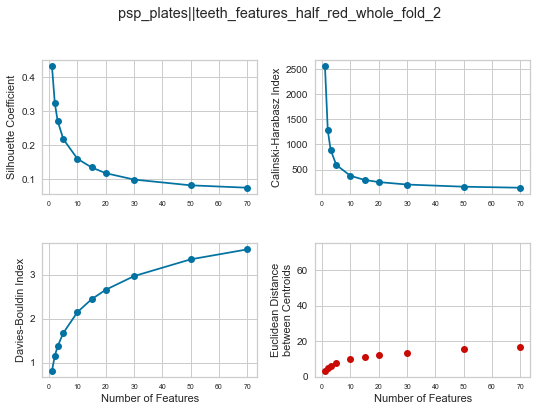 psp_plates||teeth_features_half_red_whole_fold_2
Silhouette Coefficient
0.4
0.3
0.2
0.1
0 10 20 30 40 50 60 70
Calinski-Harabasz Index
2500
2000
1500
1000
500
0 10 20 30 40 50 60 70
Davies-Bouldin Index
3
2
1
0 10 20 30 40 50 60 70
Number of Features
Euclidean Distance
between Centroids
60
40
20
0
0 10 20 30 40 50 60 70
Number of Features